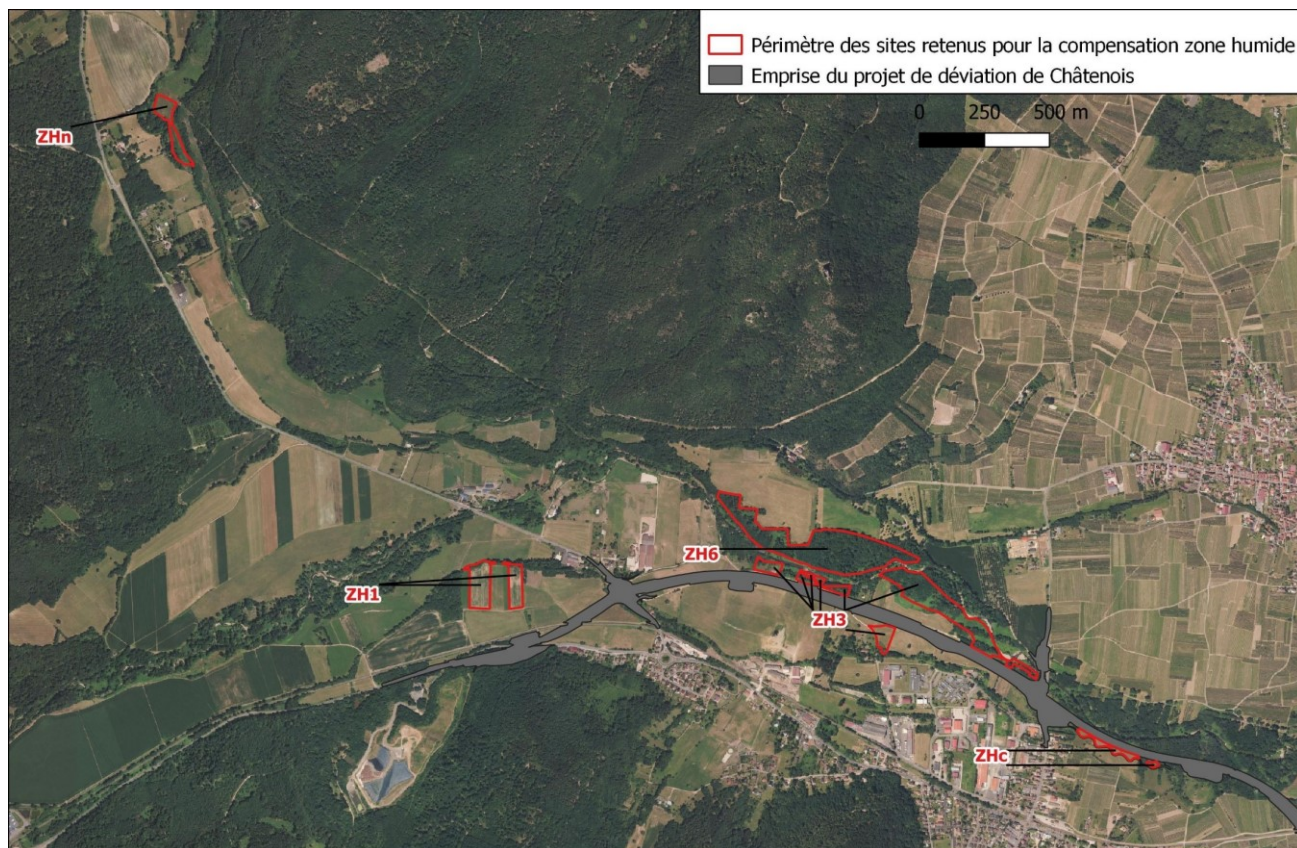 Périmètre des sites retenus pour la compensation zone humide
Emprise du projet de déviation de Châtenois
0 250 500 m
ZHn
ZH6
ZH1
ZH3
ZHc